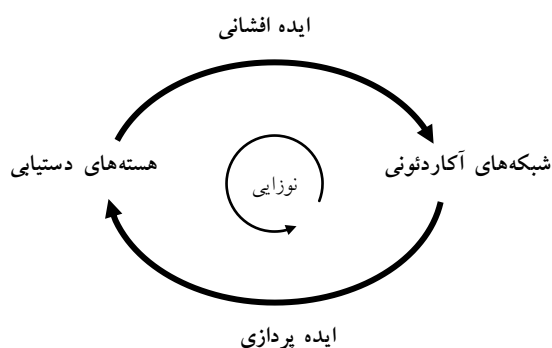 ایده افشانی
شبکه‌های آکاردئونی
هسته‌های دستیابی
نوزایی
ایده پردازی